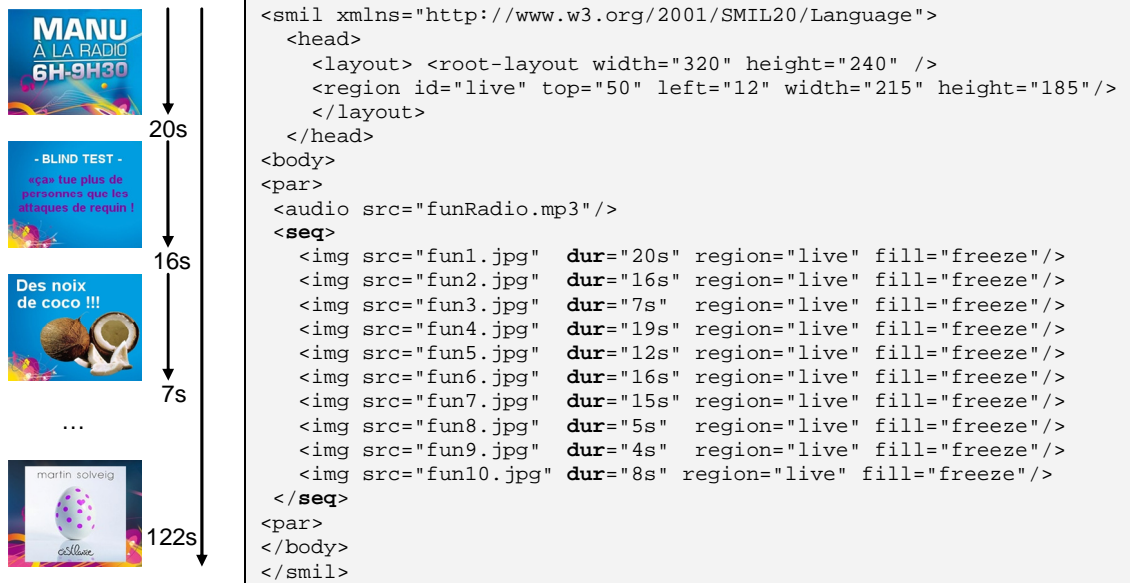 MANU
À LA RADIO
6H-9H30
20s
- BLIND TEST -
«ça» tue plus de
personnes que les
attaques de requin !
16s
Des noix
de coco !!!
7s
...
martin solveig
c'est la vie
122s
<smil xmlns="http://www.w3.org/2001/SMIL20/Language">
  <head>
    <layout> <root-layout width="320" height="240" />
    <region id="live" top="50" left="12" width="215" height="185"/>
    </layout>
  </head>
<body>
<par>
 <audio src="funRadio.mp3"/>
 <seq>
   <img src="fun1.jpg"  dur="20s" region="live" fill="freeze"/>
   <img src="fun2.jpg"  dur="16s" region="live" fill="freeze"/>
   <img src="fun3.jpg"  dur="7s"  region="live" fill="freeze"/>
   <img src="fun4.jpg"  dur="19s" region="live" fill="freeze"/>
   <img src="fun5.jpg"  dur="12s" region="live" fill="freeze"/>
   <img src="fun6.jpg"  dur="16s" region="live" fill="freeze"/>
   <img src="fun7.jpg"  dur="15s" region="live" fill="freeze"/>
   <img src="fun8.jpg"  dur="5s"  region="live" fill="freeze"/>
   <img src="fun9.jpg"  dur="4s"  region="live" fill="freeze"/>
   <img src="fun10.jpg" dur="8s" region="live" fill="freeze"/>
 </seq>
<par>
</body>
</smil>